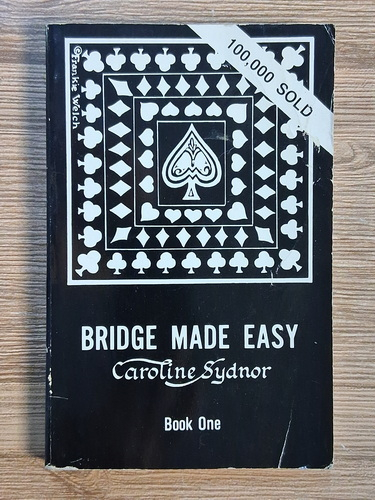 ©Frankie Welch
100,000 SOLD
BRIDGE MADE EASY
Caroline Sydnor
Book One